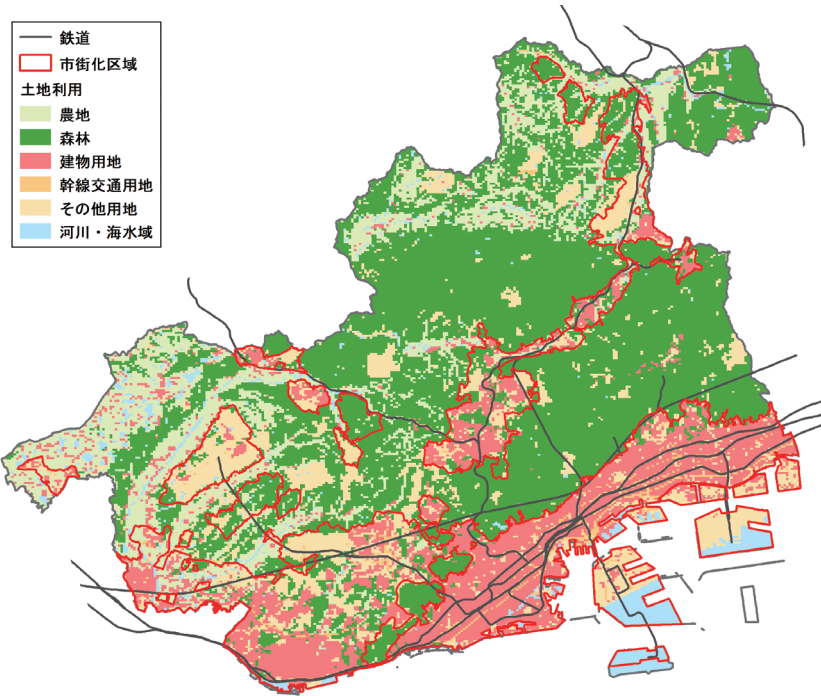 鉄道
市街化区域
土地利用
農地
森林
建物用地
幹線交通用地
その他用地
河川・海水域